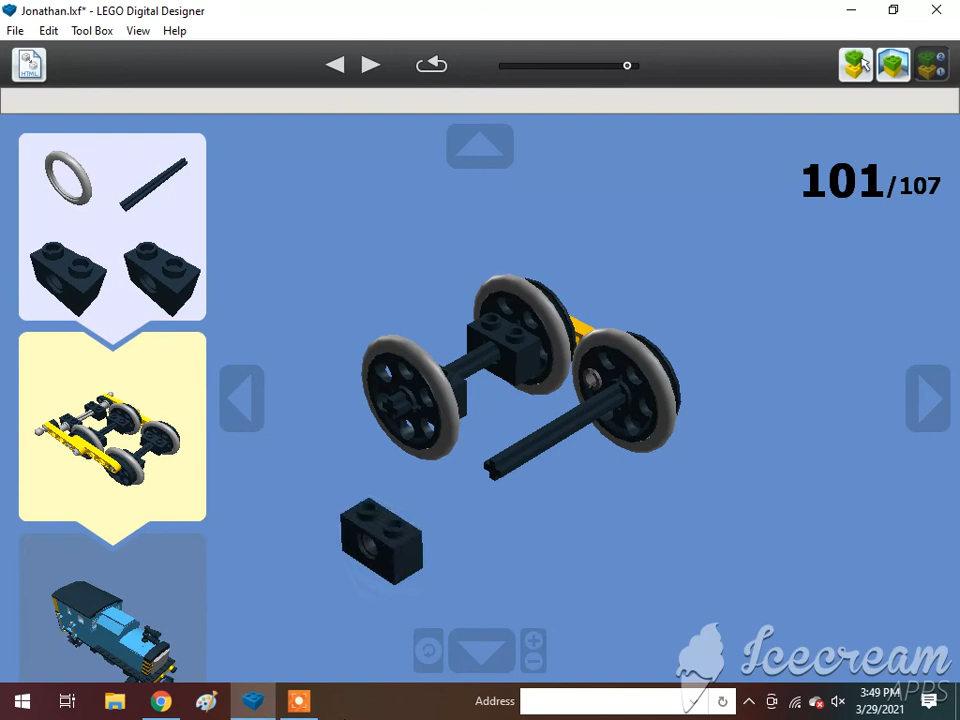 Jonathan.lxf* - LEGO Digital Designer
File Edit Tool Box View Help
HTML
101/107
Icecream
APPS
Address
3:49 PM
3/29/2021